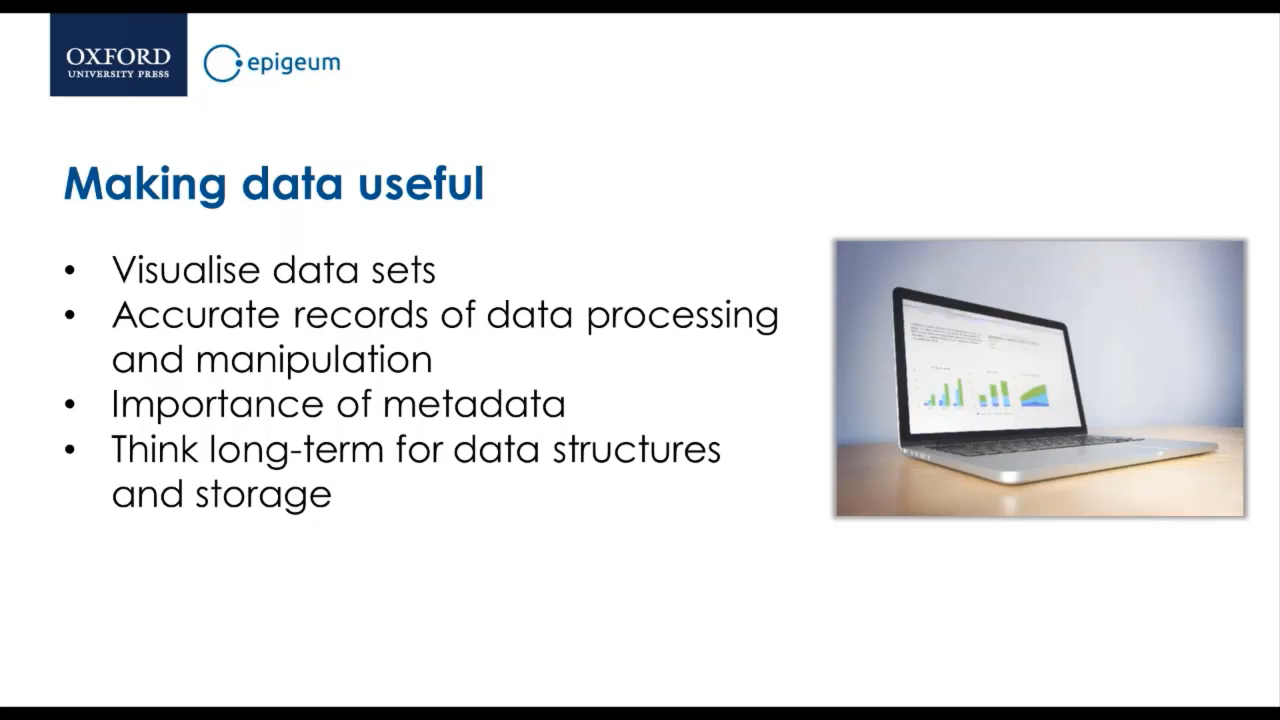 OXFORD
UNIVERSITY PRESS
epigeum
Making data useful
• Visualise data sets
• Accurate records of data processing
and manipulation
• Importance of metadata
• Think long-term for data structures
and storage